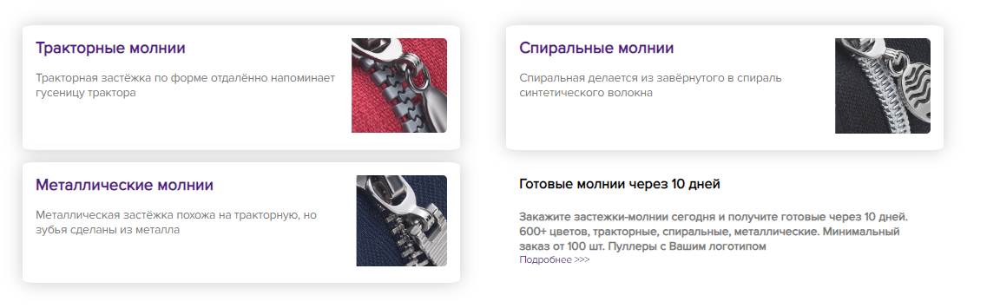 Тракторные молнии
Тракторная застёжка по форме отдалённо напоминает
гусеницу трактора
Спиральные молнии
Спиральная делается из завёрнутого в спираль
синтетического волокна
Металлические молнии
Металлическая застёжка похожа на тракторную, но
зубья сделаны из металла
Готовые молнии через 10 дней
Закажите застежки-молнии сегодня и получите готовые через 10 дней.
600+ цветов, тракторные, спиральные, металлические. Минимальный
заказ от 100 шт. Пуллеры с Вашим логотипом
Подробнее >>>